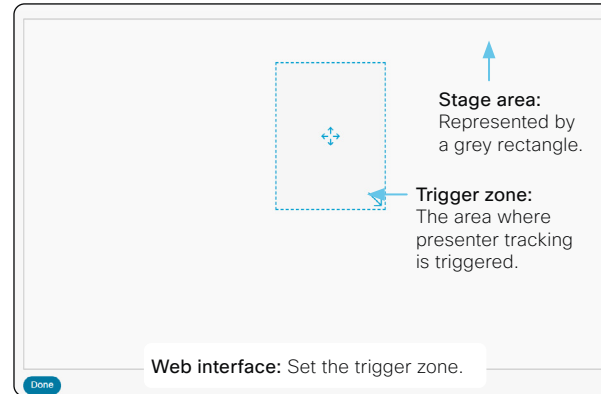 Stage area:
Represented by
a grey rectangle.
Trigger zone:
The area where
presenter tracking
is triggered.
Web interface: Set the trigger zone.
Done